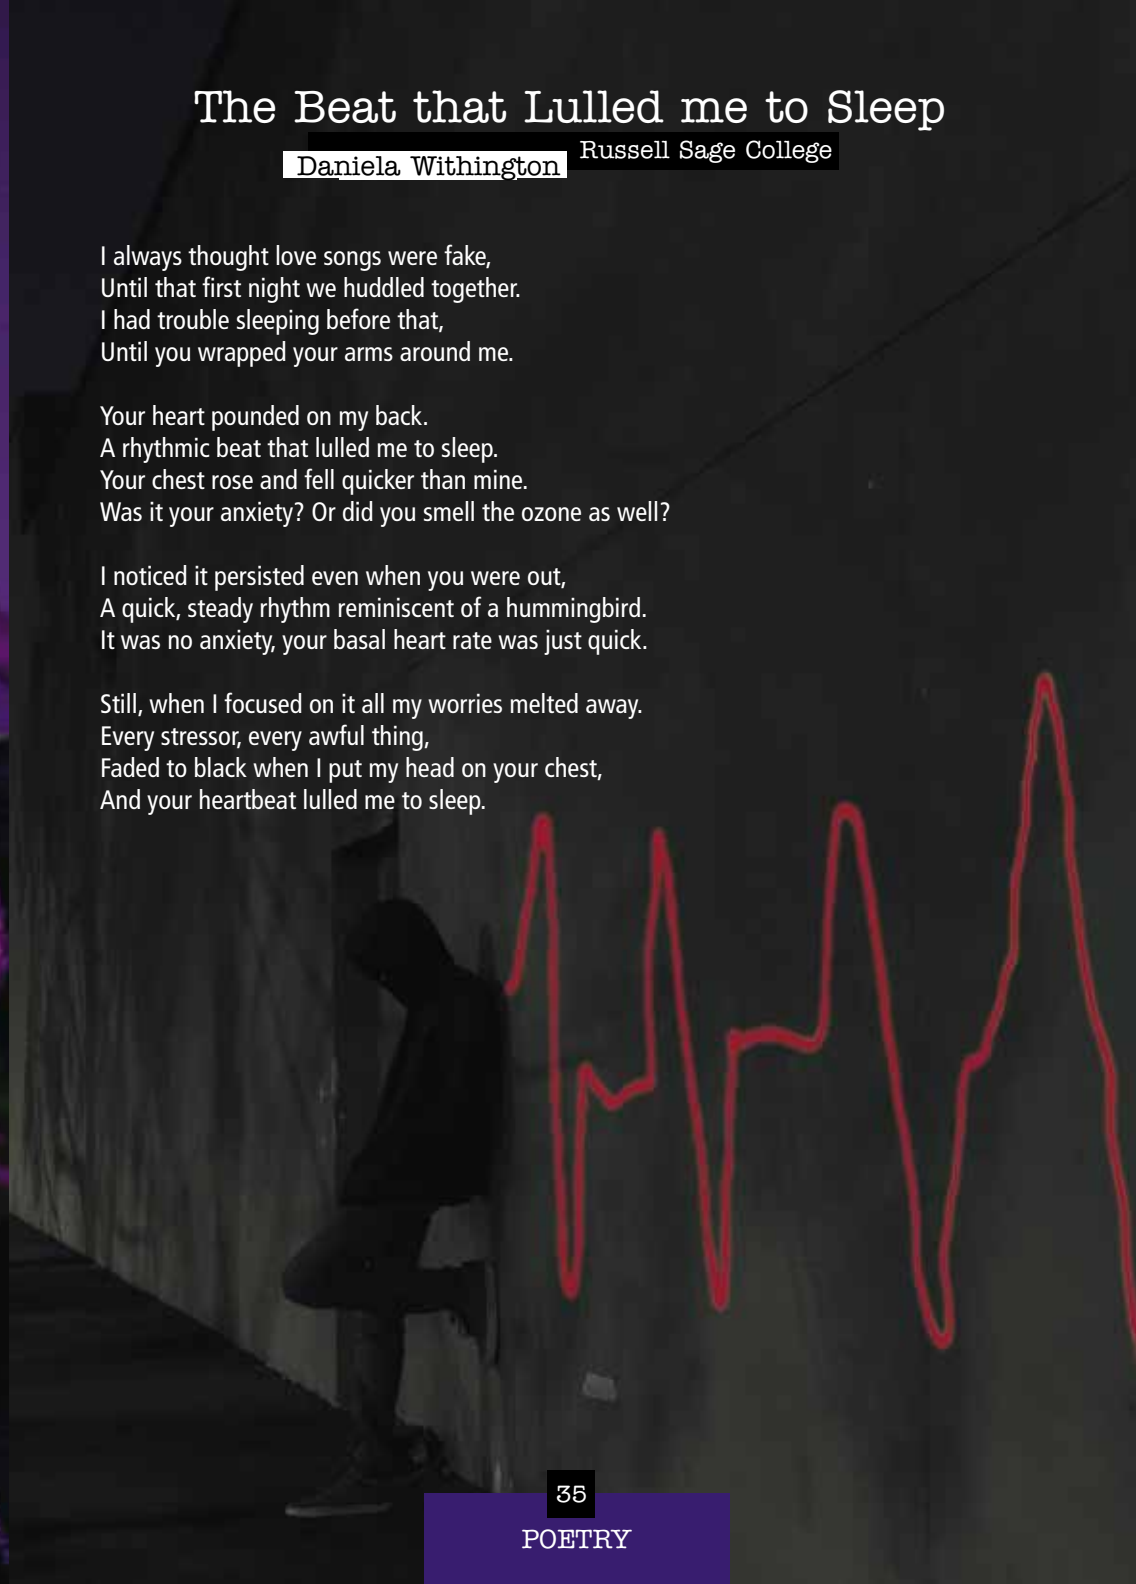 The Beat that Lulled me to Sleep
Daniela Withington
Russell Sage College
I always thought love songs were fake,
Until that first night we huddled together.
I had trouble sleeping before that,
Until you wrapped your arms around me.
Your heart pounded on my back.
A rhythmic beat that lulled me to sleep.
Your chest rose and fell quicker than mine.
Was it your anxiety? Or did you smell the ozone as well?
I noticed it persisted even when you were out,
A quick, steady rhythm reminiscent of a hummingbird.
It was no anxiety, your basal heart rate was just quick.
Still, when I focused on it all my worries melted away.
Every stressor, every awful thing,
Faded to black when I put my head on your chest,
And your heartbeat lulled me to sleep.
35
POETRY